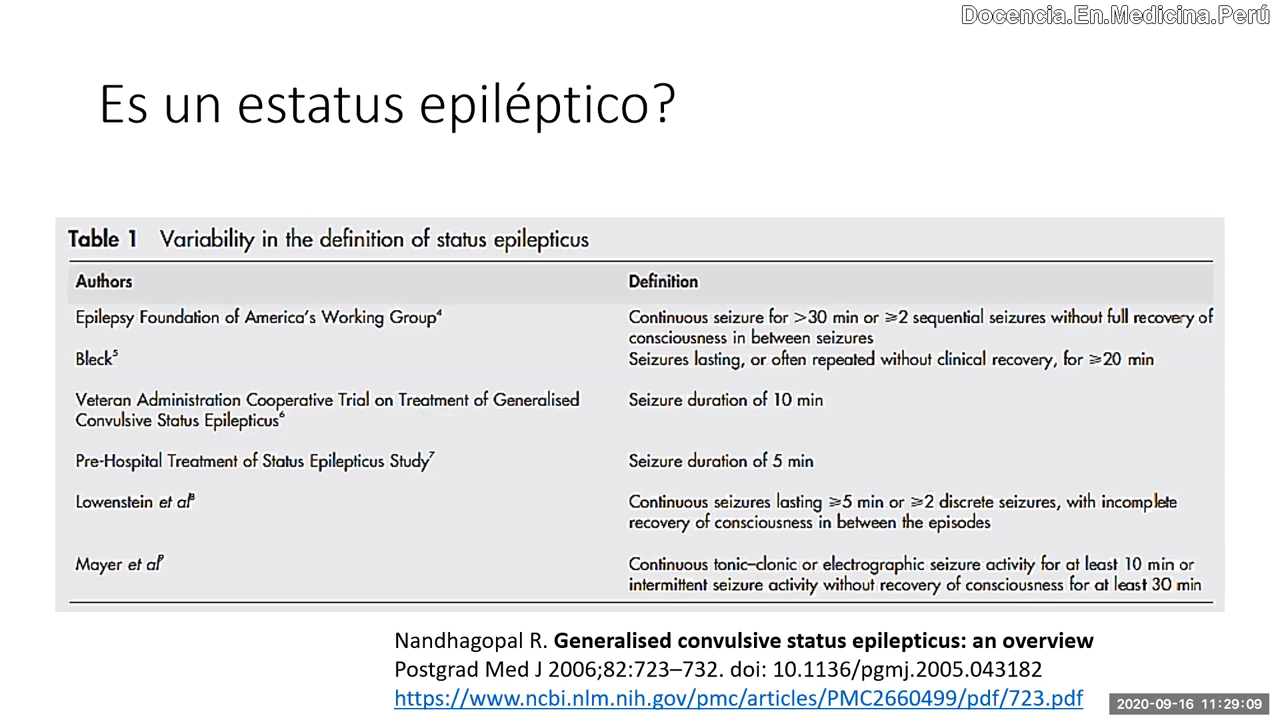 Docencia.En.Medicina.Perú
Es un estatus epiléptico?
Table 1 Variability in the definition of status epilepticus
Authors Definition
Epilepsy Foundation of America's Working Group⁴ Continuous seizure for >30 min or ⩾2 sequential seizures without full recovery of
consciousness in between seizures
Bleck⁵ Seizures lasting, or often repeated without clinical recovery, for ⩾20 min
Veteran Administration Cooperative Trial on Treatment of Generalised Seizure duration of 10 min
Convulsive Status Epilepticus⁶
Pre-Hospital Treatment of Status Epilepticus Study⁷ Seizure duration of 5 min
Lowenstein et al⁸ Continuous seizures lasting ⩾5 min or ⩾2 discrete seizures, with incomplete
recovery of consciousness in between the episodes
Mayer et al⁹ Continuous tonic–clonic or electrographic seizure activity for at least 10 min or
intermittent seizure activity without recovery of consciousness for at least 30 min
Nandhagopal R. Generalised convulsive status epilepticus: an overview
Postgrad Med J 2006;82:723–732. doi: 10.1136/pgmj.2005.043182
https://www.ncbi.nlm.nih.gov/pmc/articles/PMC2660499/pdf/723.pdf
2020-09-16 11:29:09